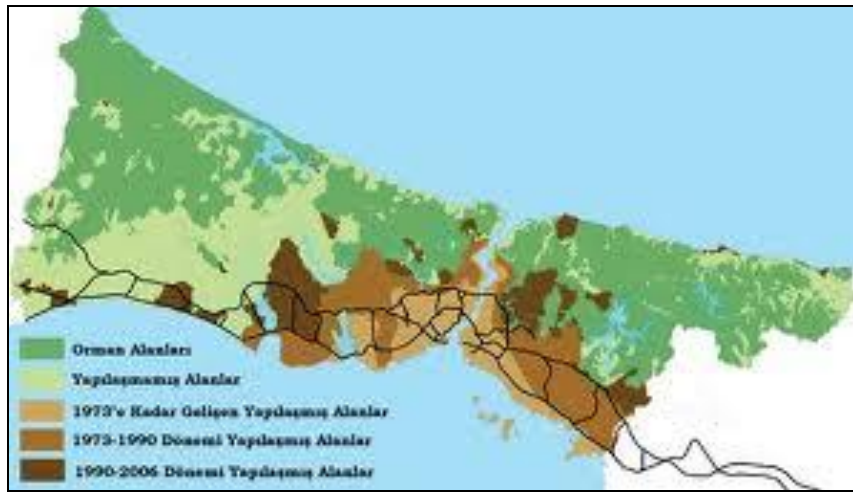 Orman Alanları
Yapılaşmamış Alanlar
1973'e Kadar Gelişen Yapılaşmış Alanlar
1973-1990 Dönemi Yapılaşmış Alanlar
1990-2006 Dönemi Yapılaşmış Alanlar